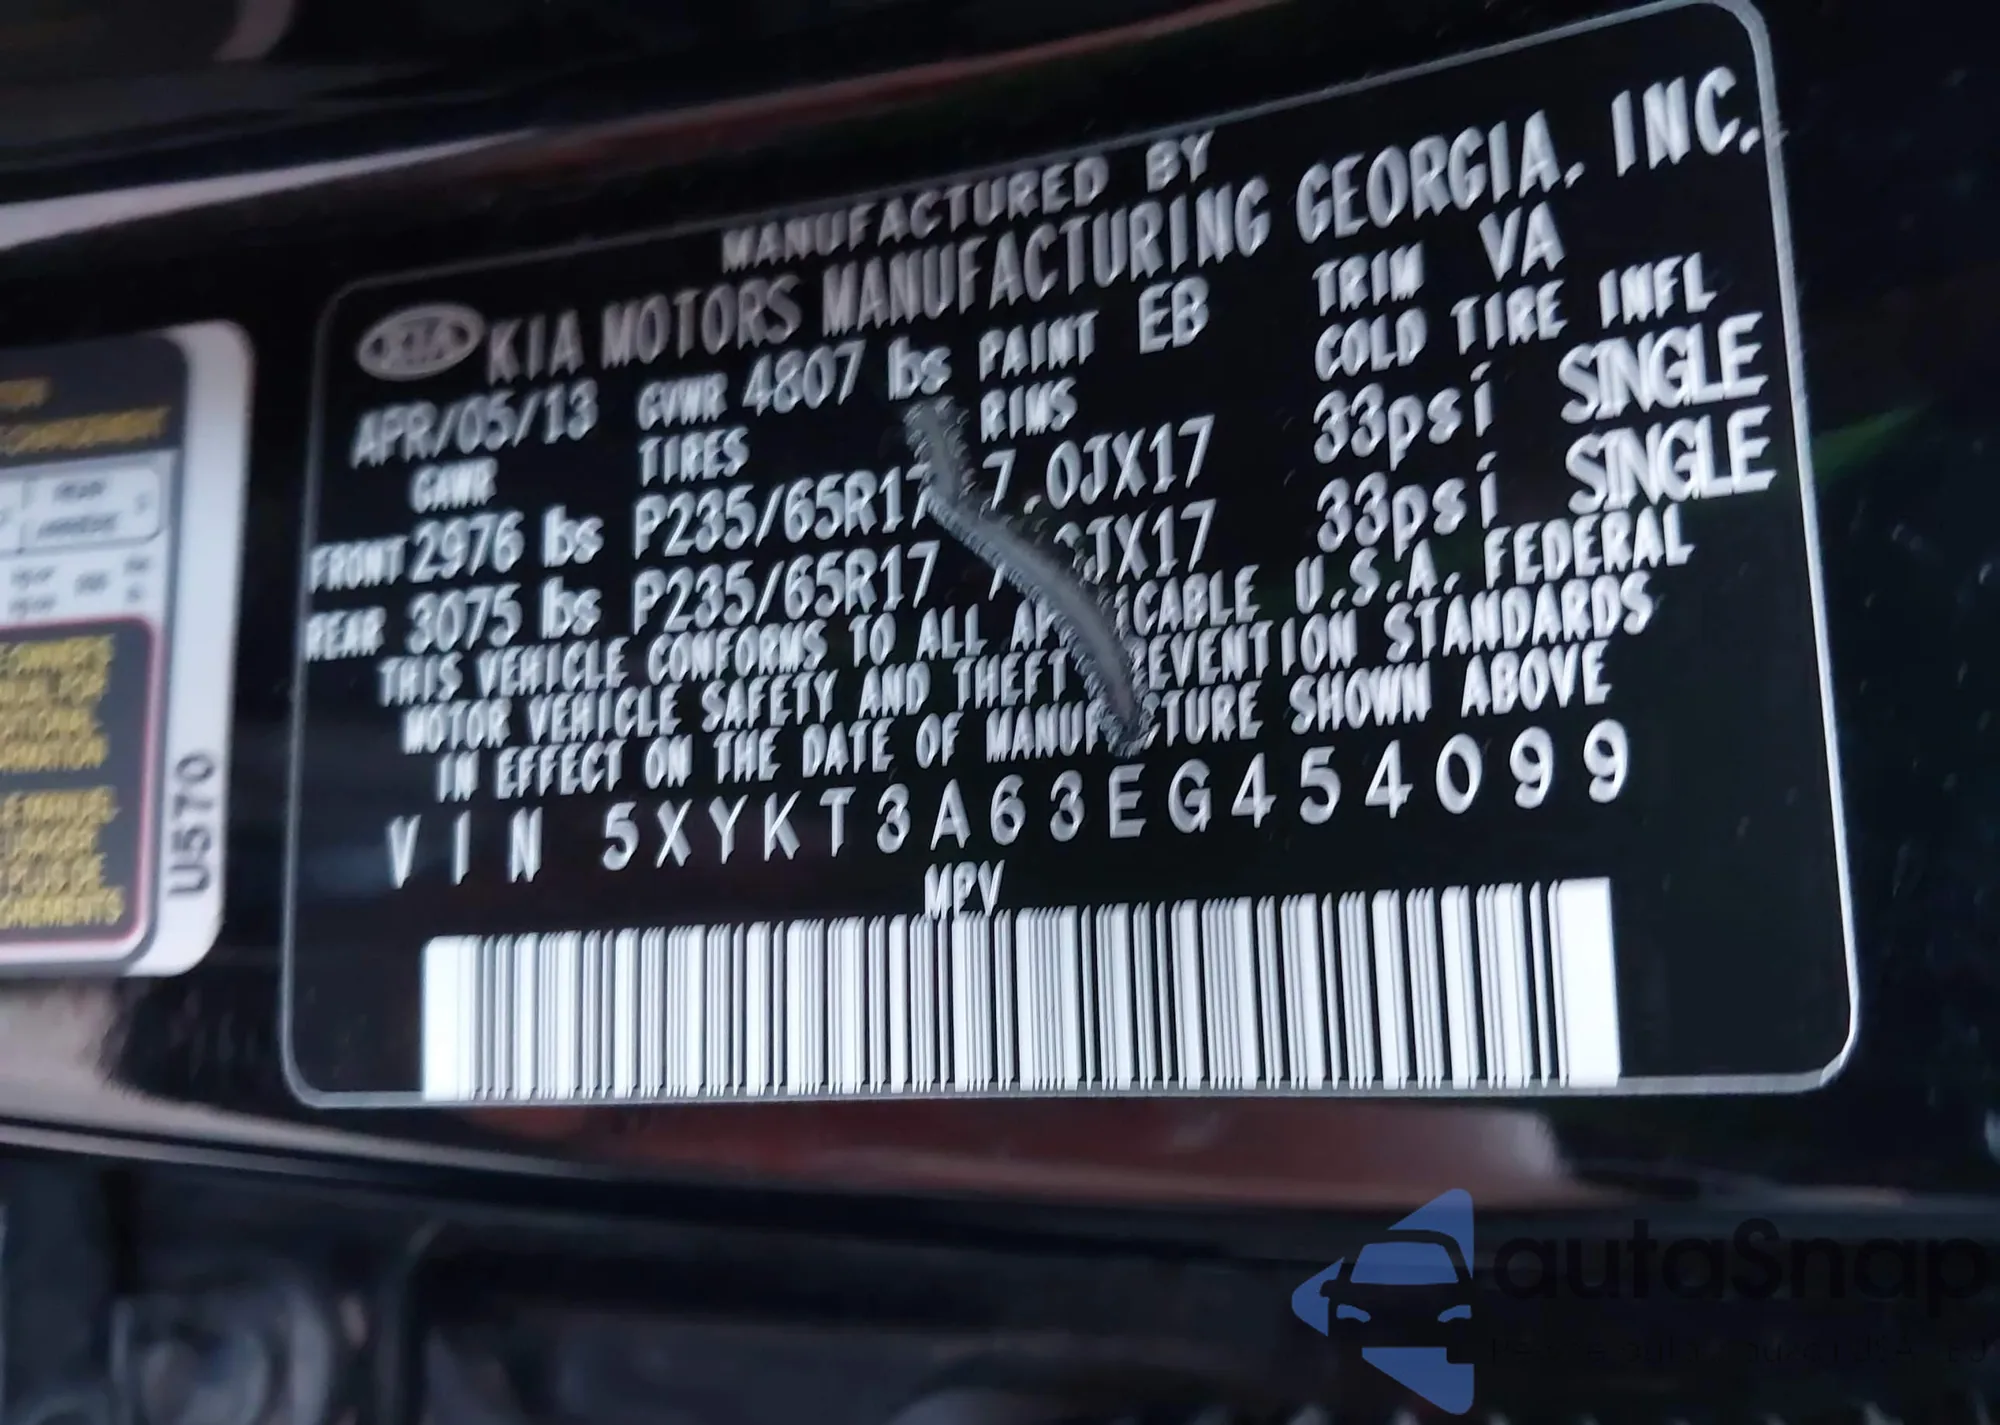 MANUFACTURED BY
KIA KIA MOTORS MANUFACTURING GEORGIA, INC.
APR/05/13 GVWR 4807 lbs PAINT EB TRIM VA
GAWR TIRES RIMS COLD TIRE INFL
FRONT 2976 lbs P235/65R17 7.0JX17 33psi SINGLE
REAR 3075 lbs P235/65R17 JX17 33psi SINGLE
THIS VEHICLE CONFORMS TO ALL APPLICABLE U.S.A. FEDERAL
MOTOR VEHICLE SAFETY AND THEFT PREVENTION STANDARDS
IN EFFECT ON THE DATE OF MANUFACTURE SHOWN ABOVE
VIN 5XYKT3A63EG454099
MPV
U570
autaSnap